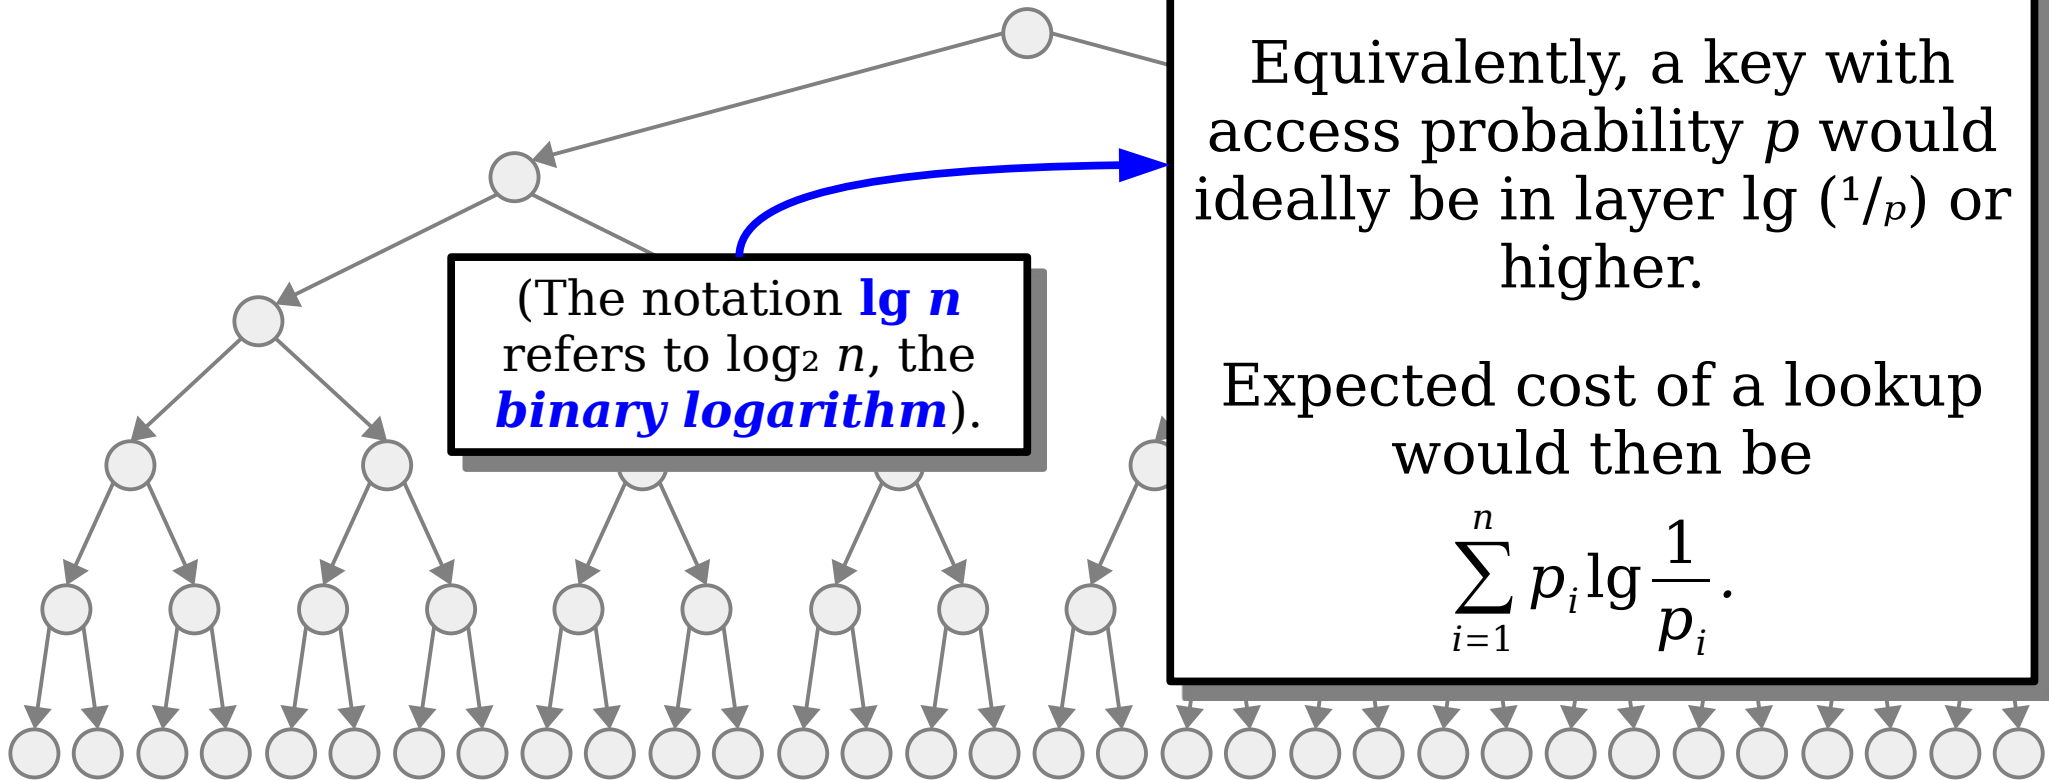 (The notation lg n
refers to log₂ n, the
binary logarithm).
Equivalently, a key with
access probability p would
ideally be in layer lg (¹/ₚ) or
higher.
Expected cost of a lookup
would then be
n
∑ pᵢ lg 1/pᵢ .
i=1